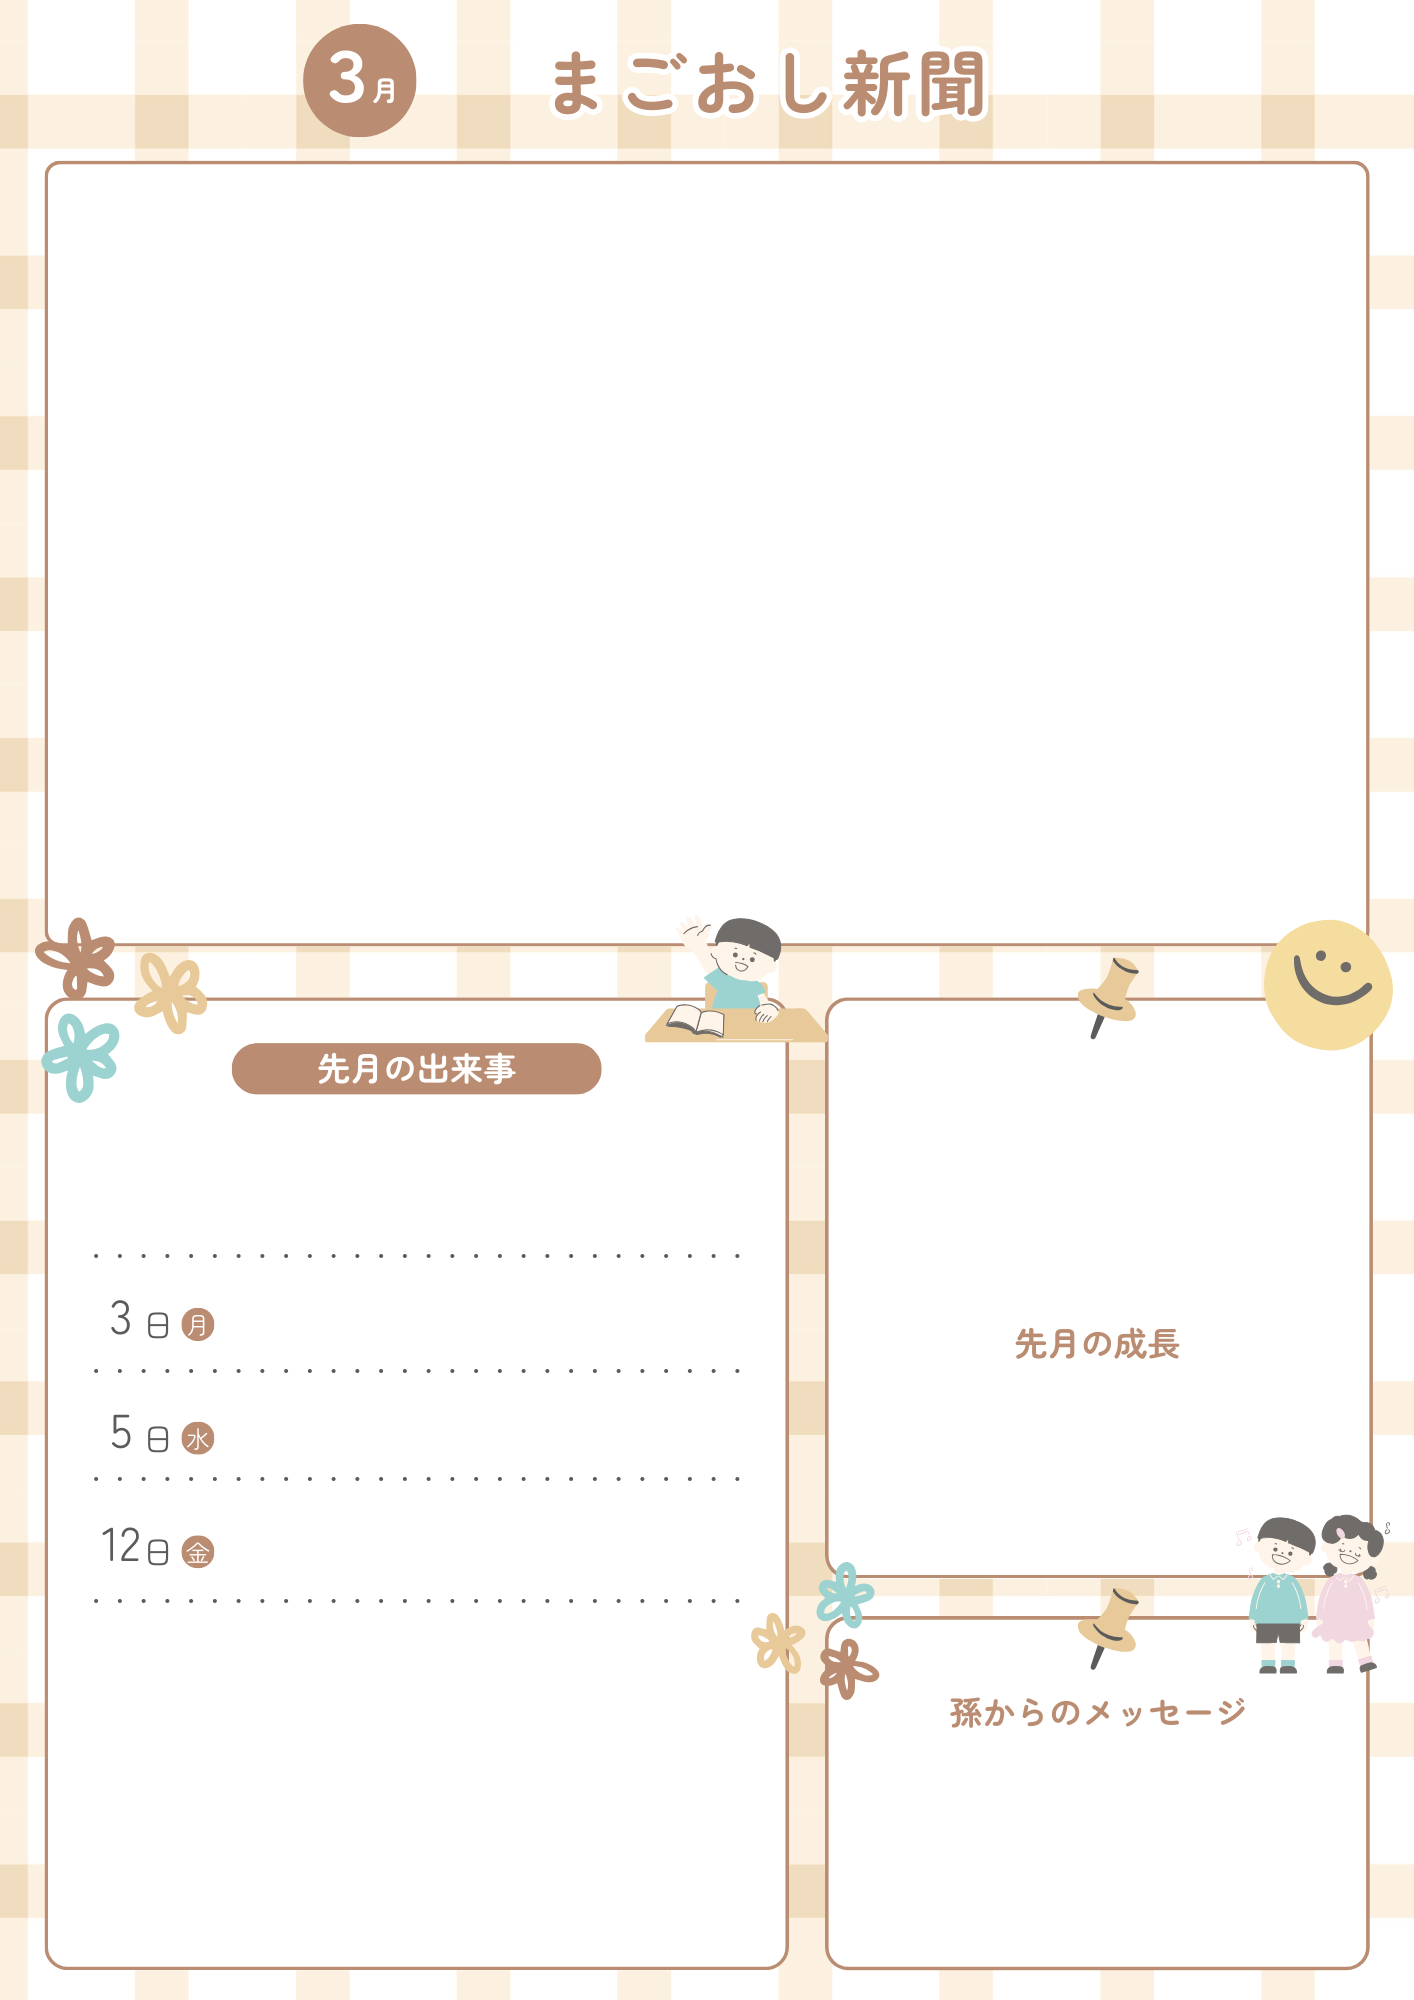 3月
まごおし新聞
先月の出来事
3日 月
5日 水
12日 金
先月の成長
孫からのメッセージ